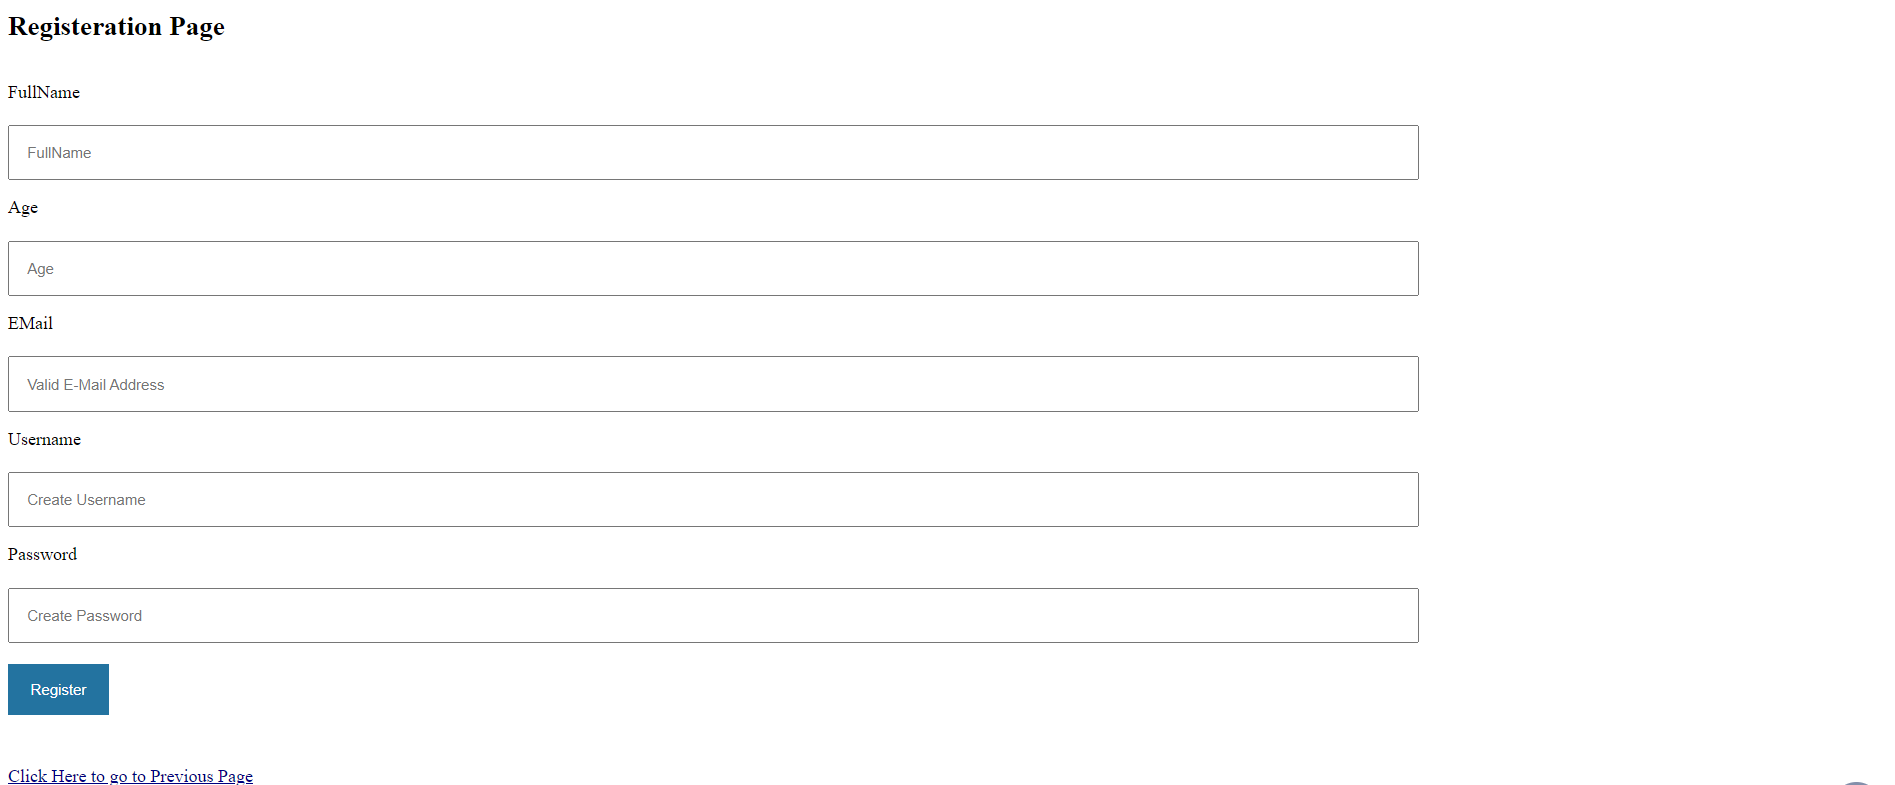 Registeration Page
FullName
FullName
Age
Age
EMail
Valid E-Mail Address
Username
Create Username
Password
Create Password
Register
Click Here to go to Previous Page